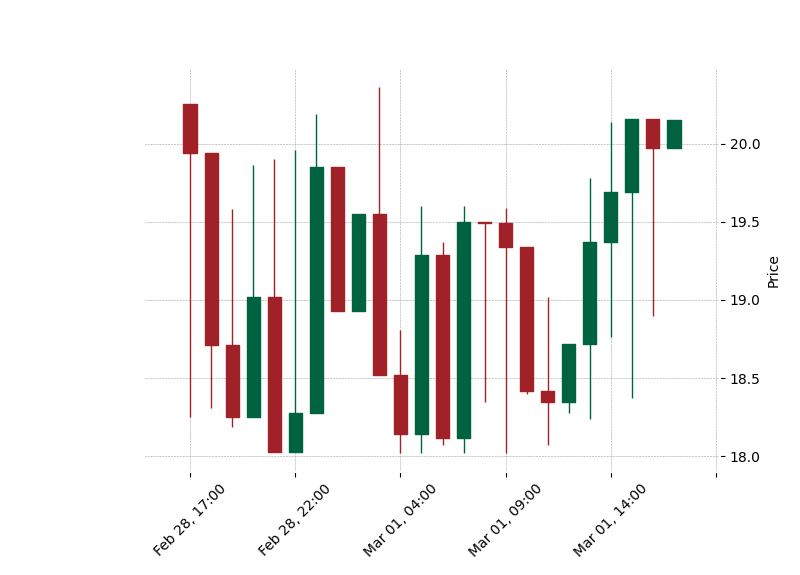 20.0
19.5
19.0
18.5
18.0
Price
Feb 28, 17:00
Feb 28, 22:00
Mar 01, 04:00
Mar 01, 09:00
Mar 01, 14:00